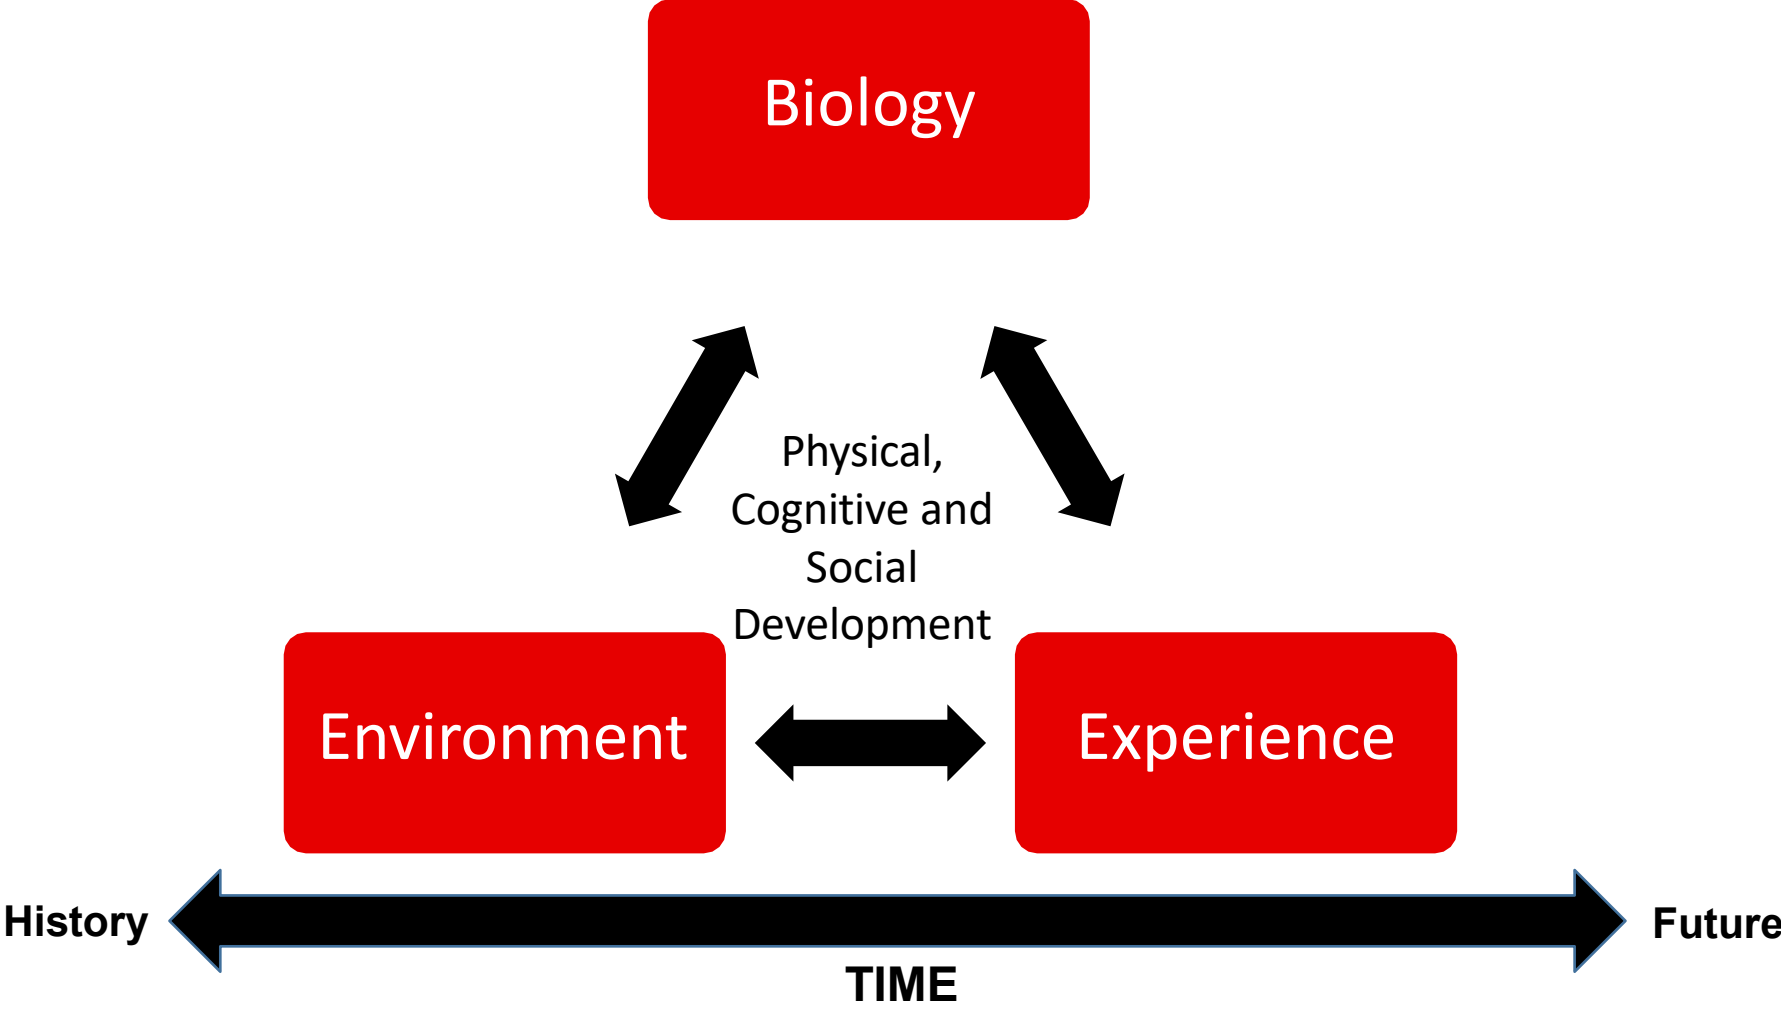 Biology
Physical,
Cognitive and
Social
Development
Environment
Experience
History
Future
TIME